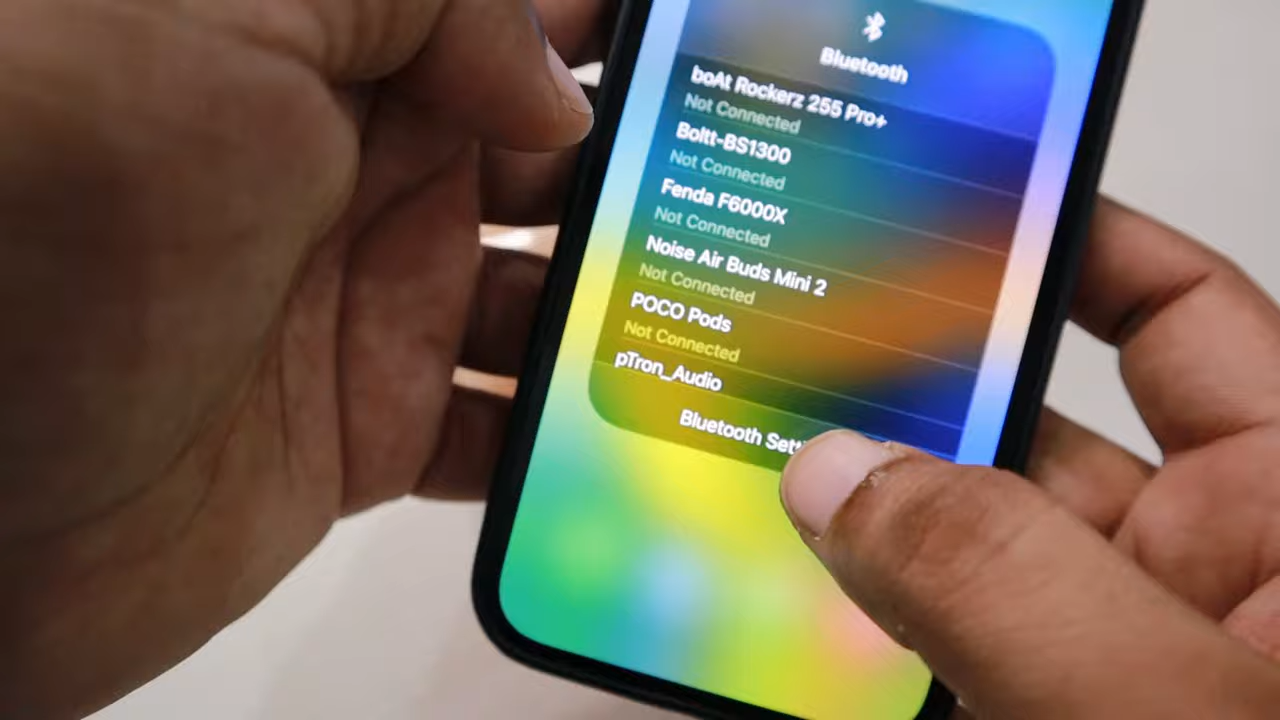 Bluetooth
boAt Rockerz 255 Pro+
Not Connected
Boltt-BS1300
Not Connected
Fenda F6000X
Not Connected
Noise Air Buds Mini 2
Not Connected
POCO Pods
Not Connected
pTron_Audio
Bluetooth